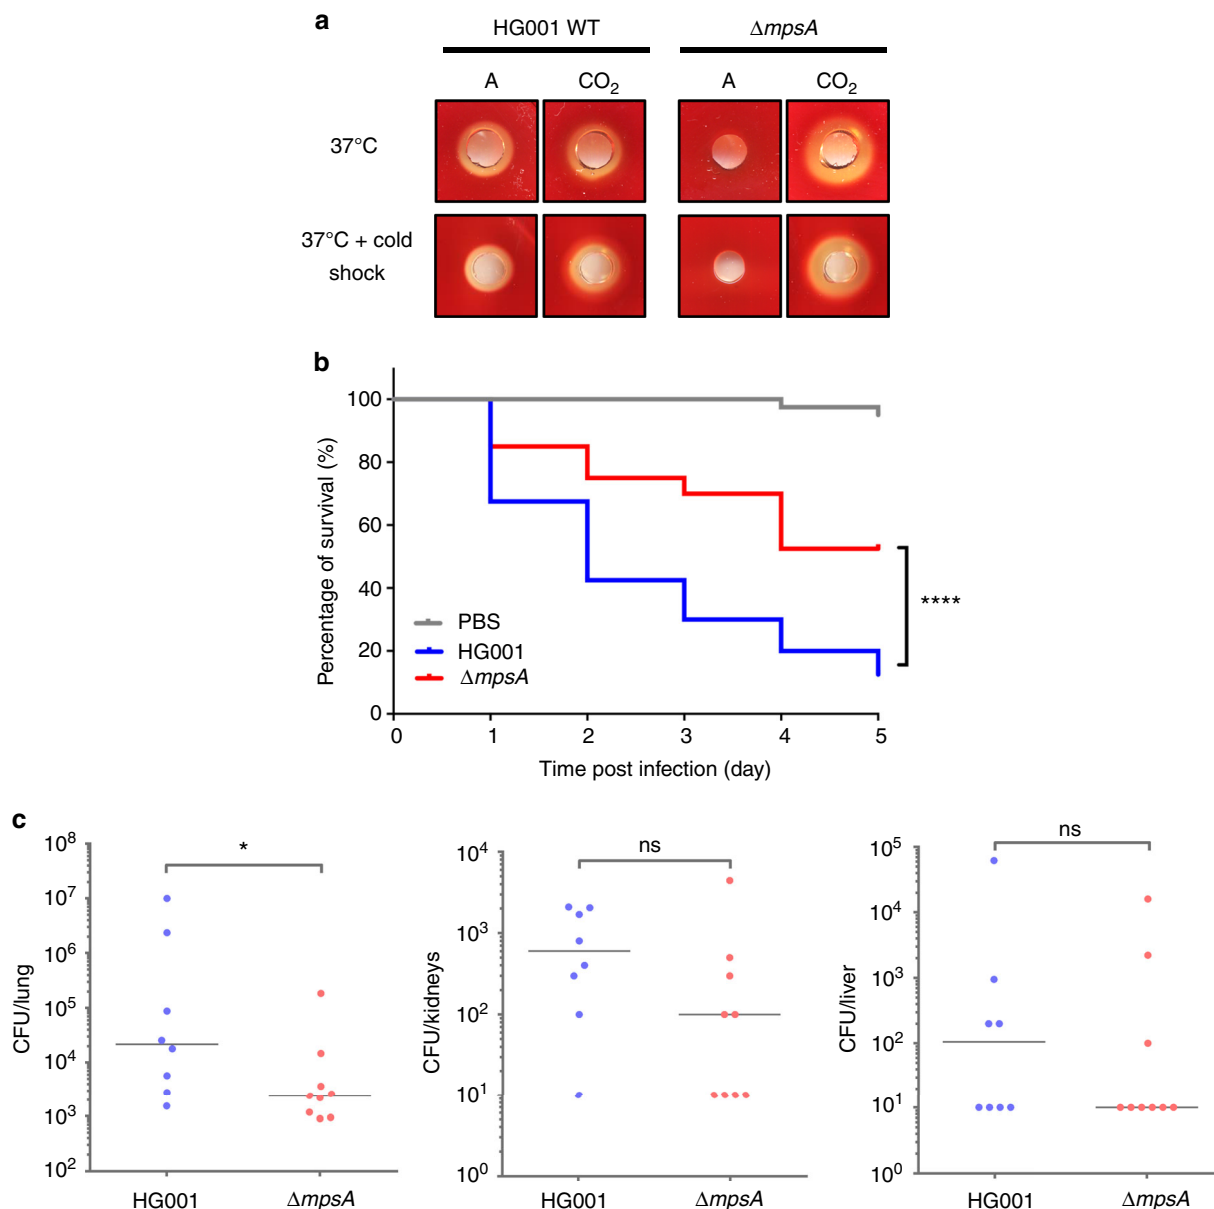 a
HG001 WT ΔmpsA
A CO2 A CO2
37°C
37°C + cold
shock
b
Percentage of survival (%)
100
80
60
40
20
0
PBS
HG001
ΔmpsA
****
0 1 2 3 4 5
Time post infection (day)
c
CFU/lung
10^8
10^7
10^6
10^5
10^4
10^3
10^2
*
HG001 ΔmpsA
CFU/kidneys
10^4
10^3
10^2
10^1
10^0
ns
HG001 ΔmpsA
CFU/liver
10^5
10^4
10^3
10^2
10^1
10^0
ns
HG001 ΔmpsA